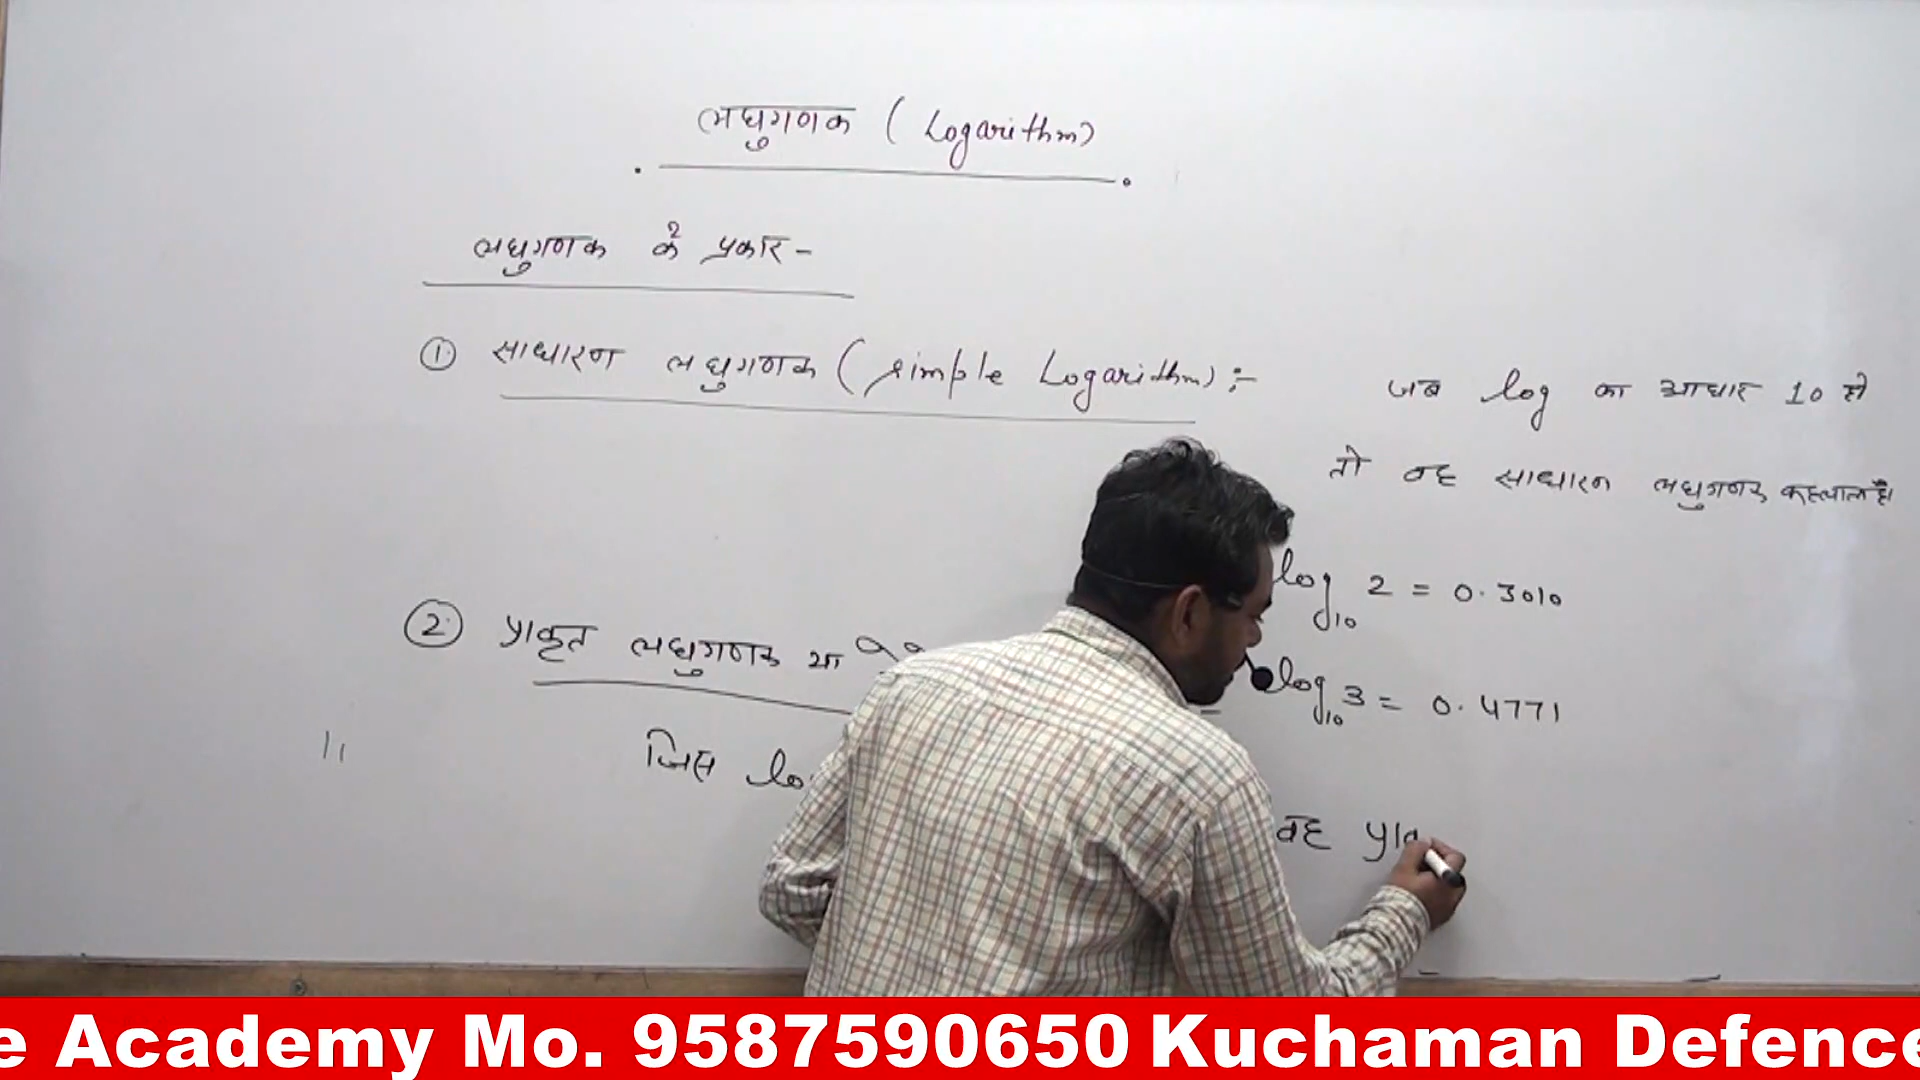 लघुगणक ( Logarithm)
लघुगणक के प्रकार -
① साधारण लघुगणक ( simple Logarithm) :-
जब log का आधार 10 हो
तो वह साधारण लघुगणक कहलाता है।
log₁₀ 2 = 0.3010
log₁₀ 3 = 0.4771
② प्राकृत लघुगणक या
जिस
वह
e Academy Mo. 9587590650 Kuchaman Defence